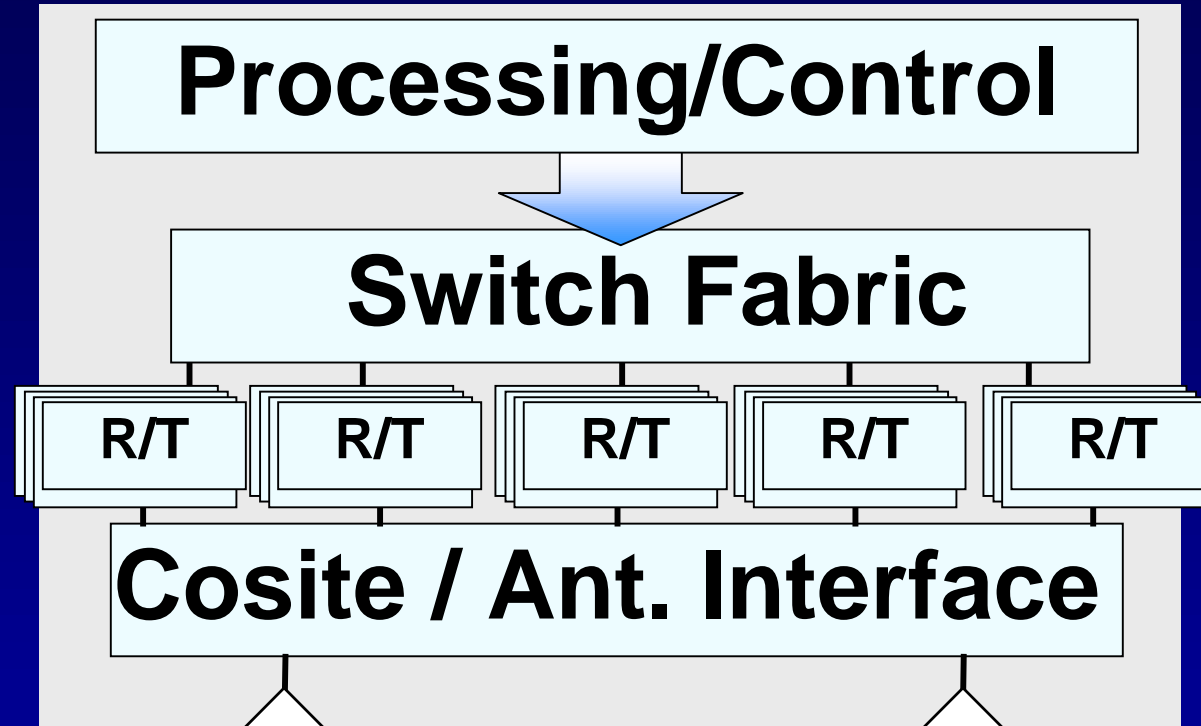 Processing/Control
Switch Fabric
R/T R/T R/T R/T R/T
Cosite / Ant. Interface